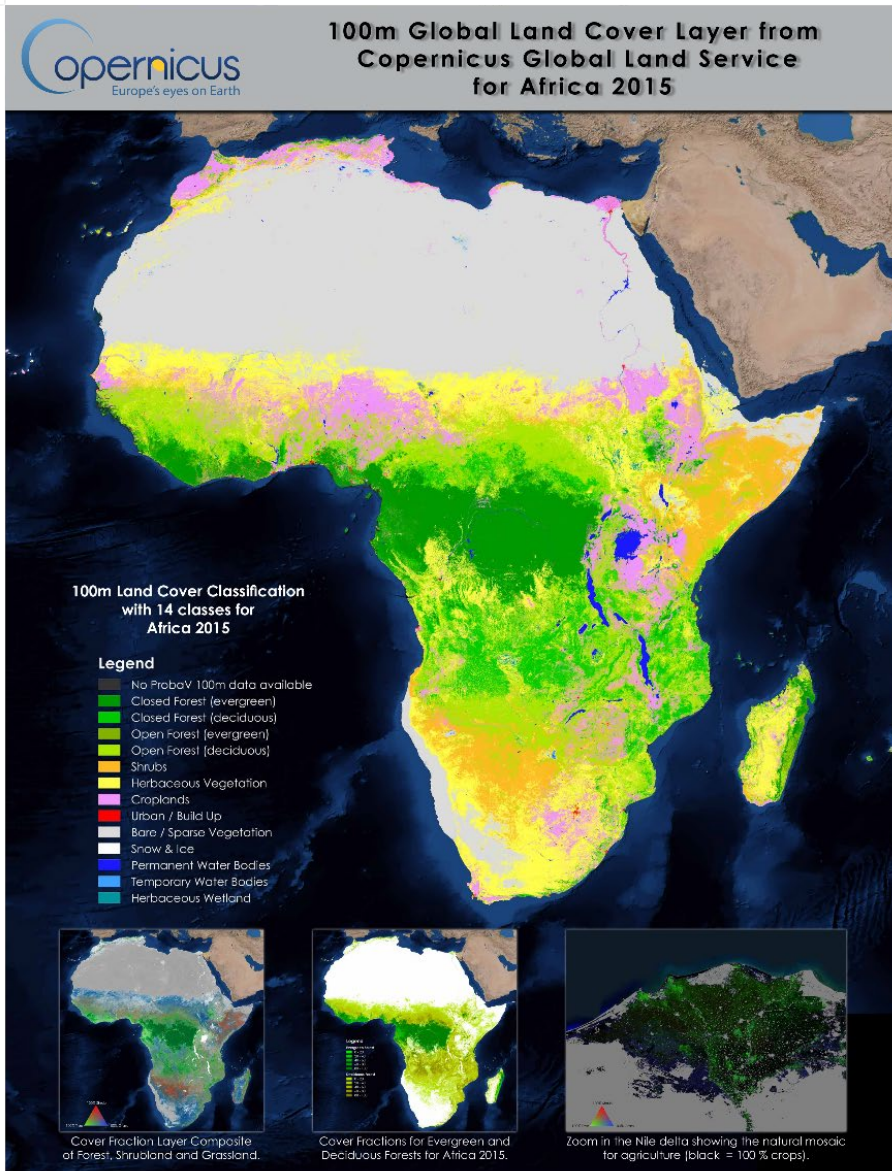 opernicus
Europe's eyes on Earth
100m Global Land Cover Layer from
Copernicus Global Land Service
for Africa 2015
100m Land Cover Classification
with 14 classes for
Africa 2015
Legend
No ProbaV 100m data available
Closed Forest (evergreen)
Closed Forest (deciduous)
Open Forest (evergreen)
Open Forest (deciduous)
Shrubs
Herbaceous Vegetation
Croplands
Urban / Build Up
Bare / Sparse Vegetation
Snow & Ice
Permanent Water Bodies
Temporary Water Bodies
Herbaceous Wetland
Legend
Cover Fraction Layer Composite
of Forest, Shrubland and Grassland.
Cover Fractions for Evergreen and
Deciduous Forests for Africa 2015.
Zoom in the Nile delta showing the natural mosaic
for agriculture (black = 100 % crops).